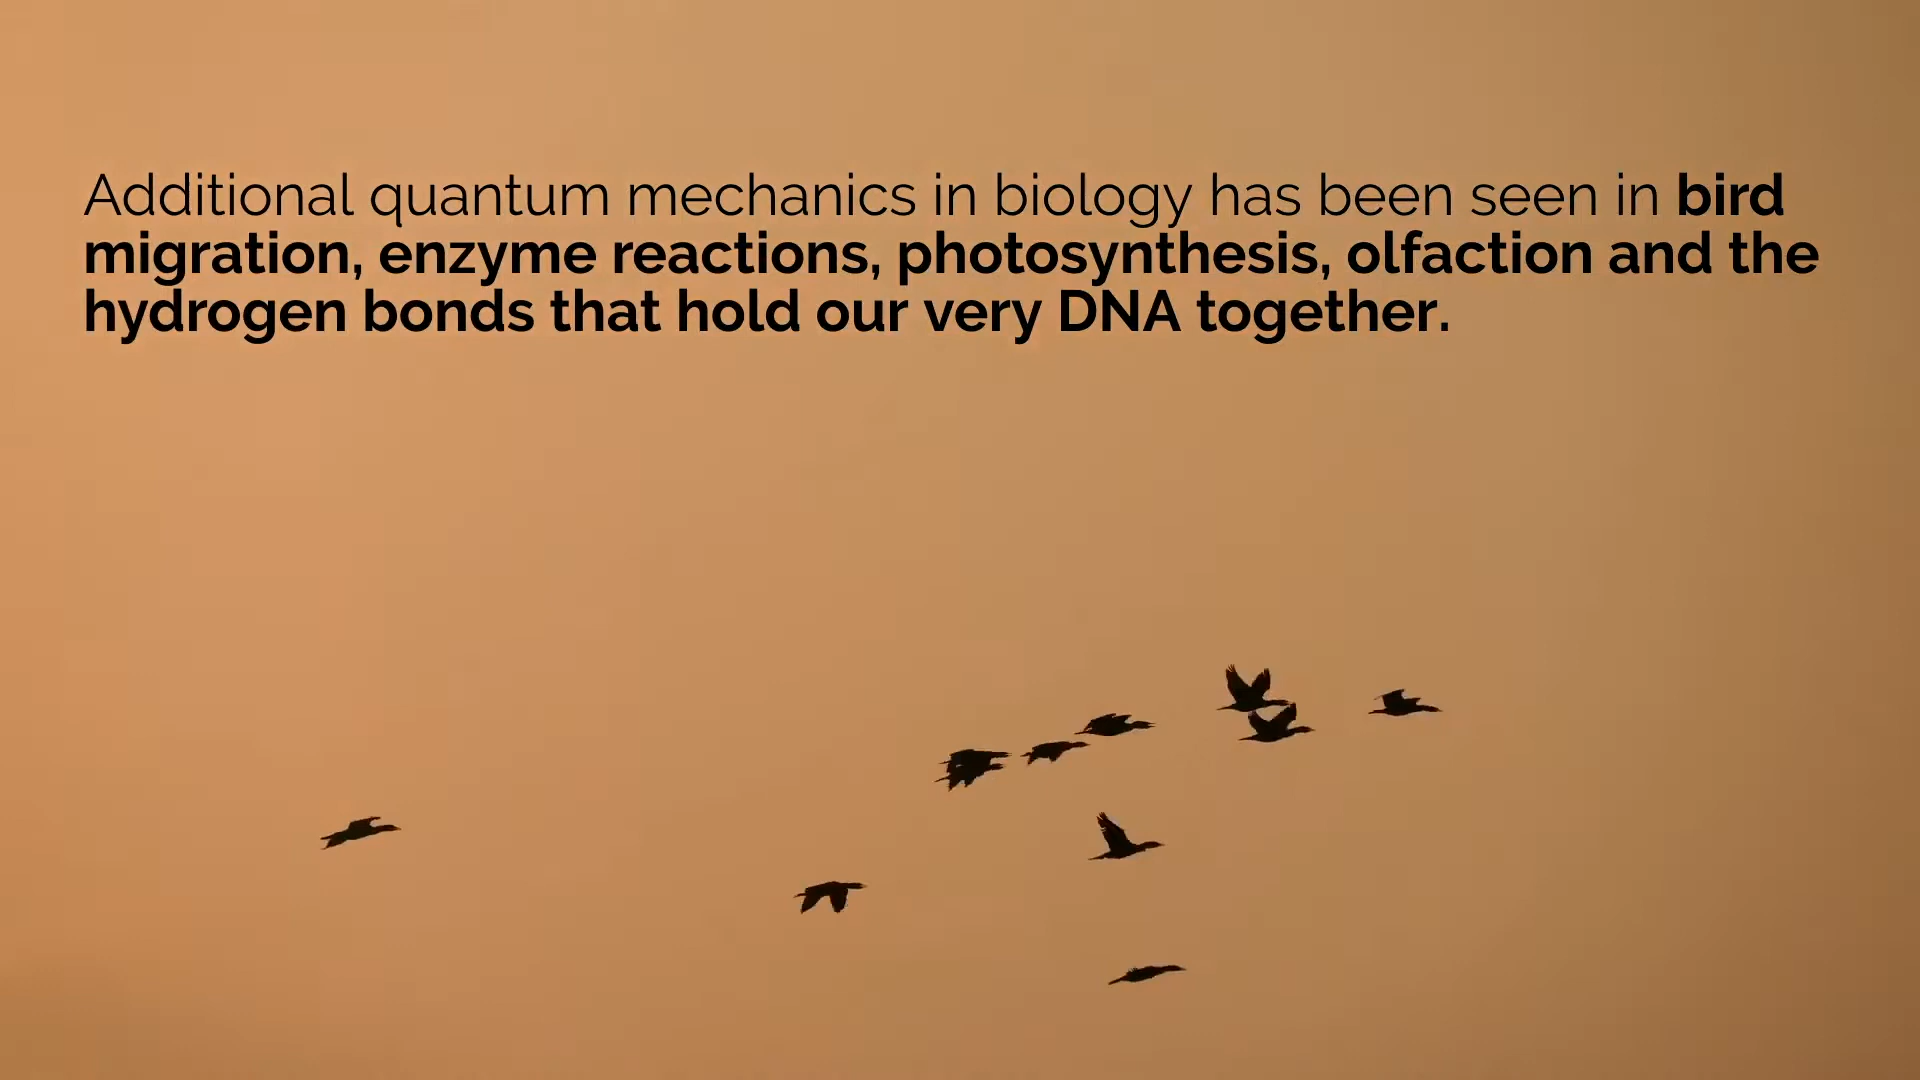 Additional quantum mechanics in biology has been seen in bird
migration, enzyme reactions, photosynthesis, olfaction and the
hydrogen bonds that hold our very DNA together.